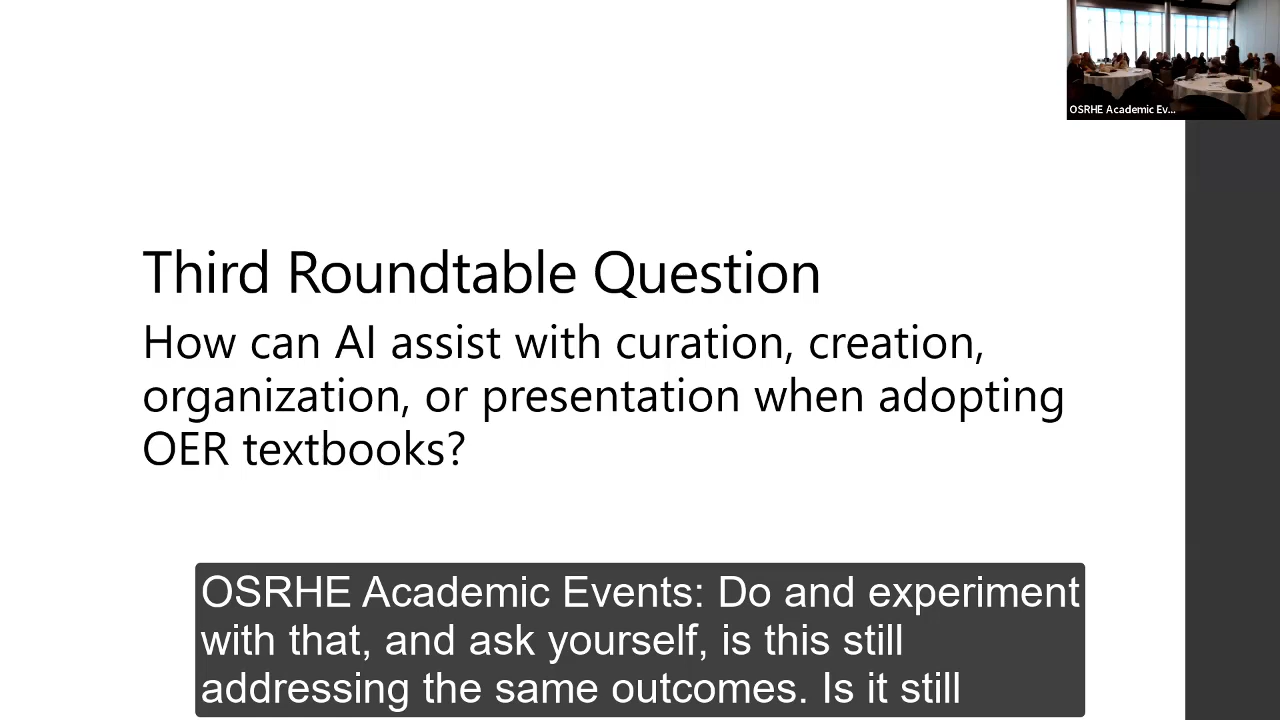 OSRHE Academic Ev...
Third Roundtable Question
How can AI assist with curation, creation,
organization, or presentation when adopting
OER textbooks?
OSRHE Academic Events: Do and experiment
with that, and ask yourself, is this still
addressing the same outcomes. Is it still